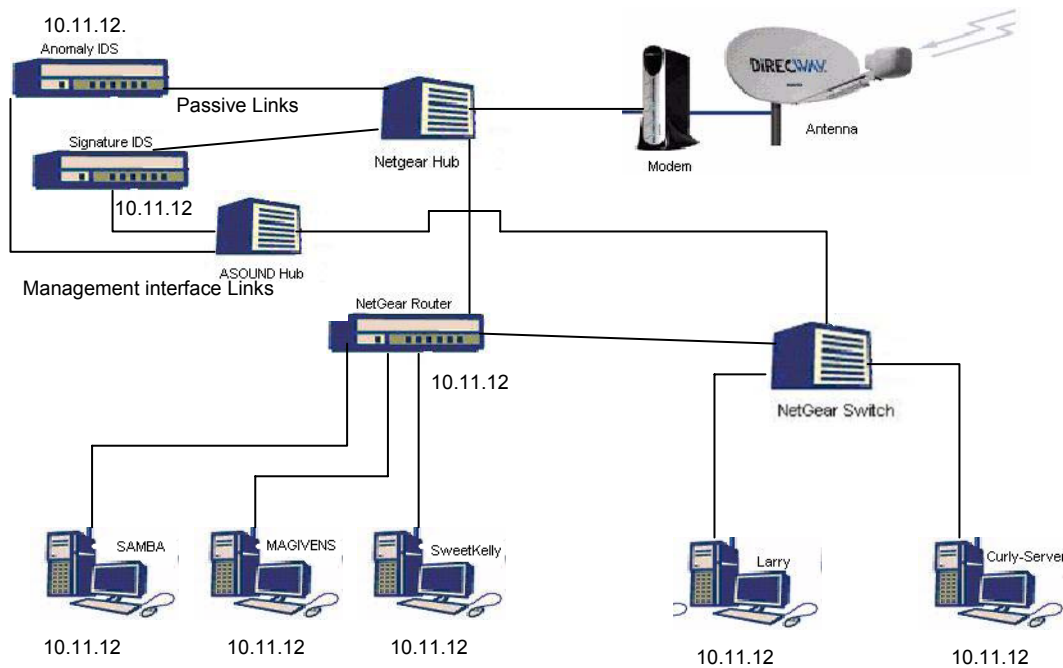 10.11.12.
Anomaly IDS
Passive Links
Signature IDS
10.11.12
Netgear Hub
Modem
DIRECWAY
Antenna
ASOUND Hub
Management interface Links
NetGear Router
10.11.12
NetGear Switch
SAMBA
MAGIVENS
SweetKelly
Larry
Curly-Server
10.11.12
10.11.12
10.11.12
10.11.12
10.11.12